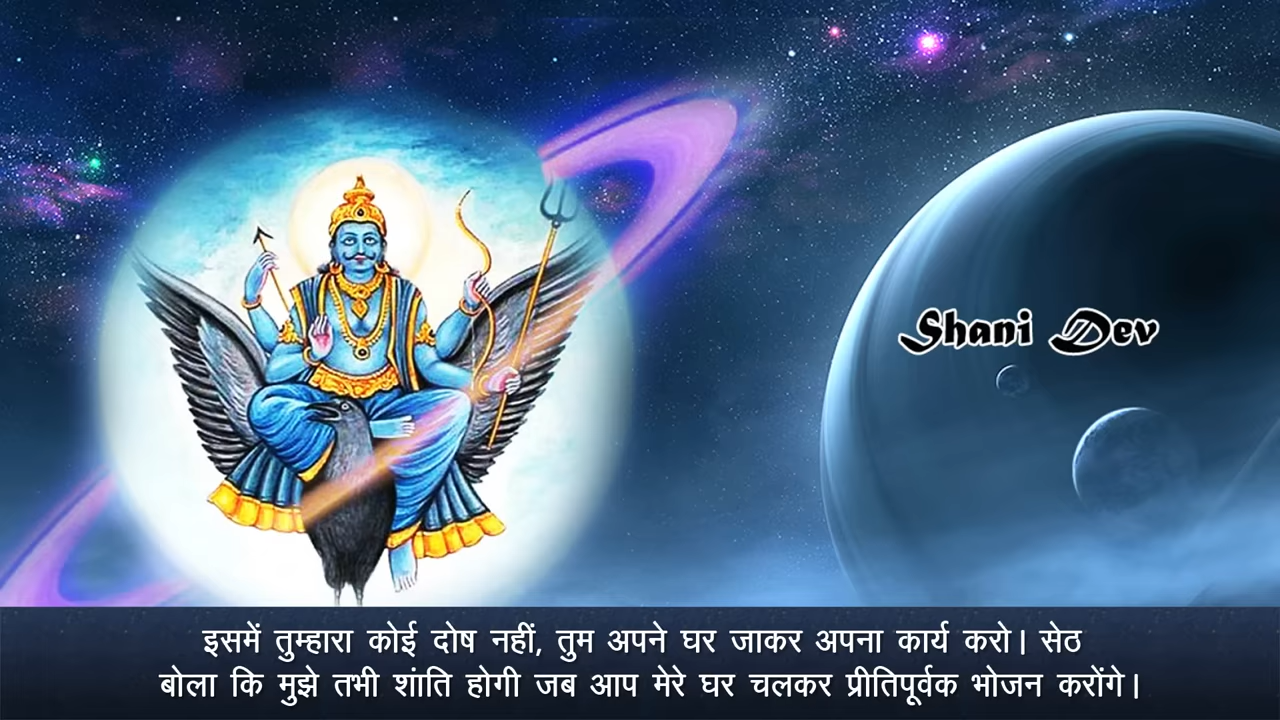 Shani Dev
इसमें तुम्हारा कोई दोष नहीं, तुम अपने घर जाकर अपना कार्य करो। सेठ
बोला कि मुझे तभी शांति होगी जब आप मेरे घर चलकर प्रीतिपूर्वक भोजन करोंगे।